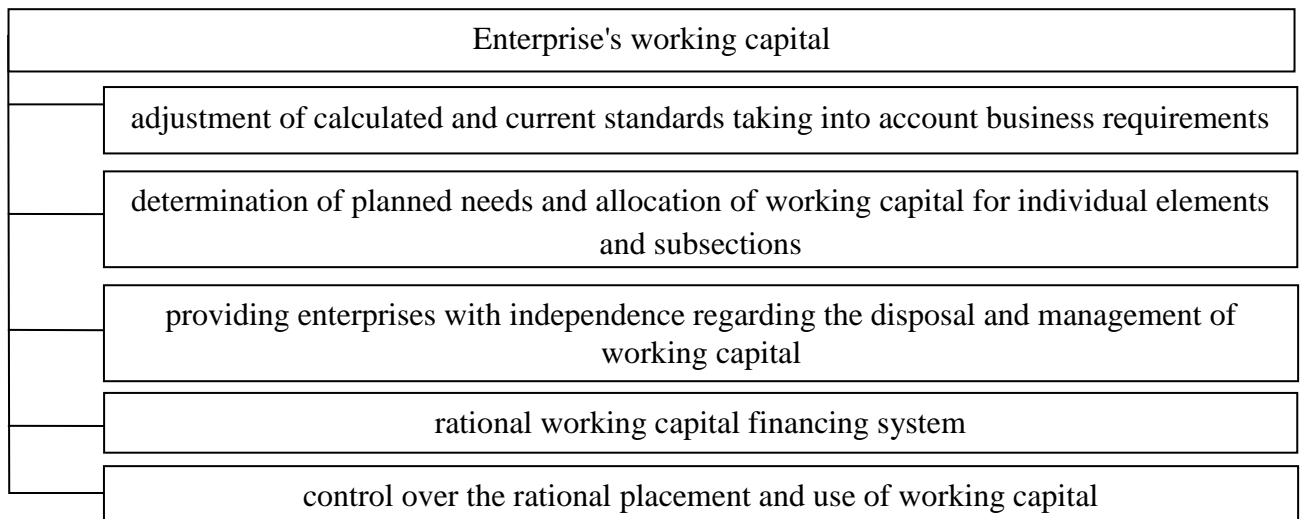 Enterprise's working capital
adjustment of calculated and current standards taking into account business requirements
determination of planned needs and allocation of working capital for individual elements
and subsections
providing enterprises with independence regarding the disposal and management of
working capital
rational working capital financing system
control over the rational placement and use of working capital